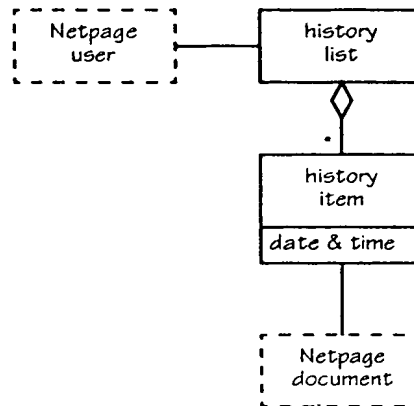 Netpage
user
history
list
*
history
item
date & time
Netpage
document